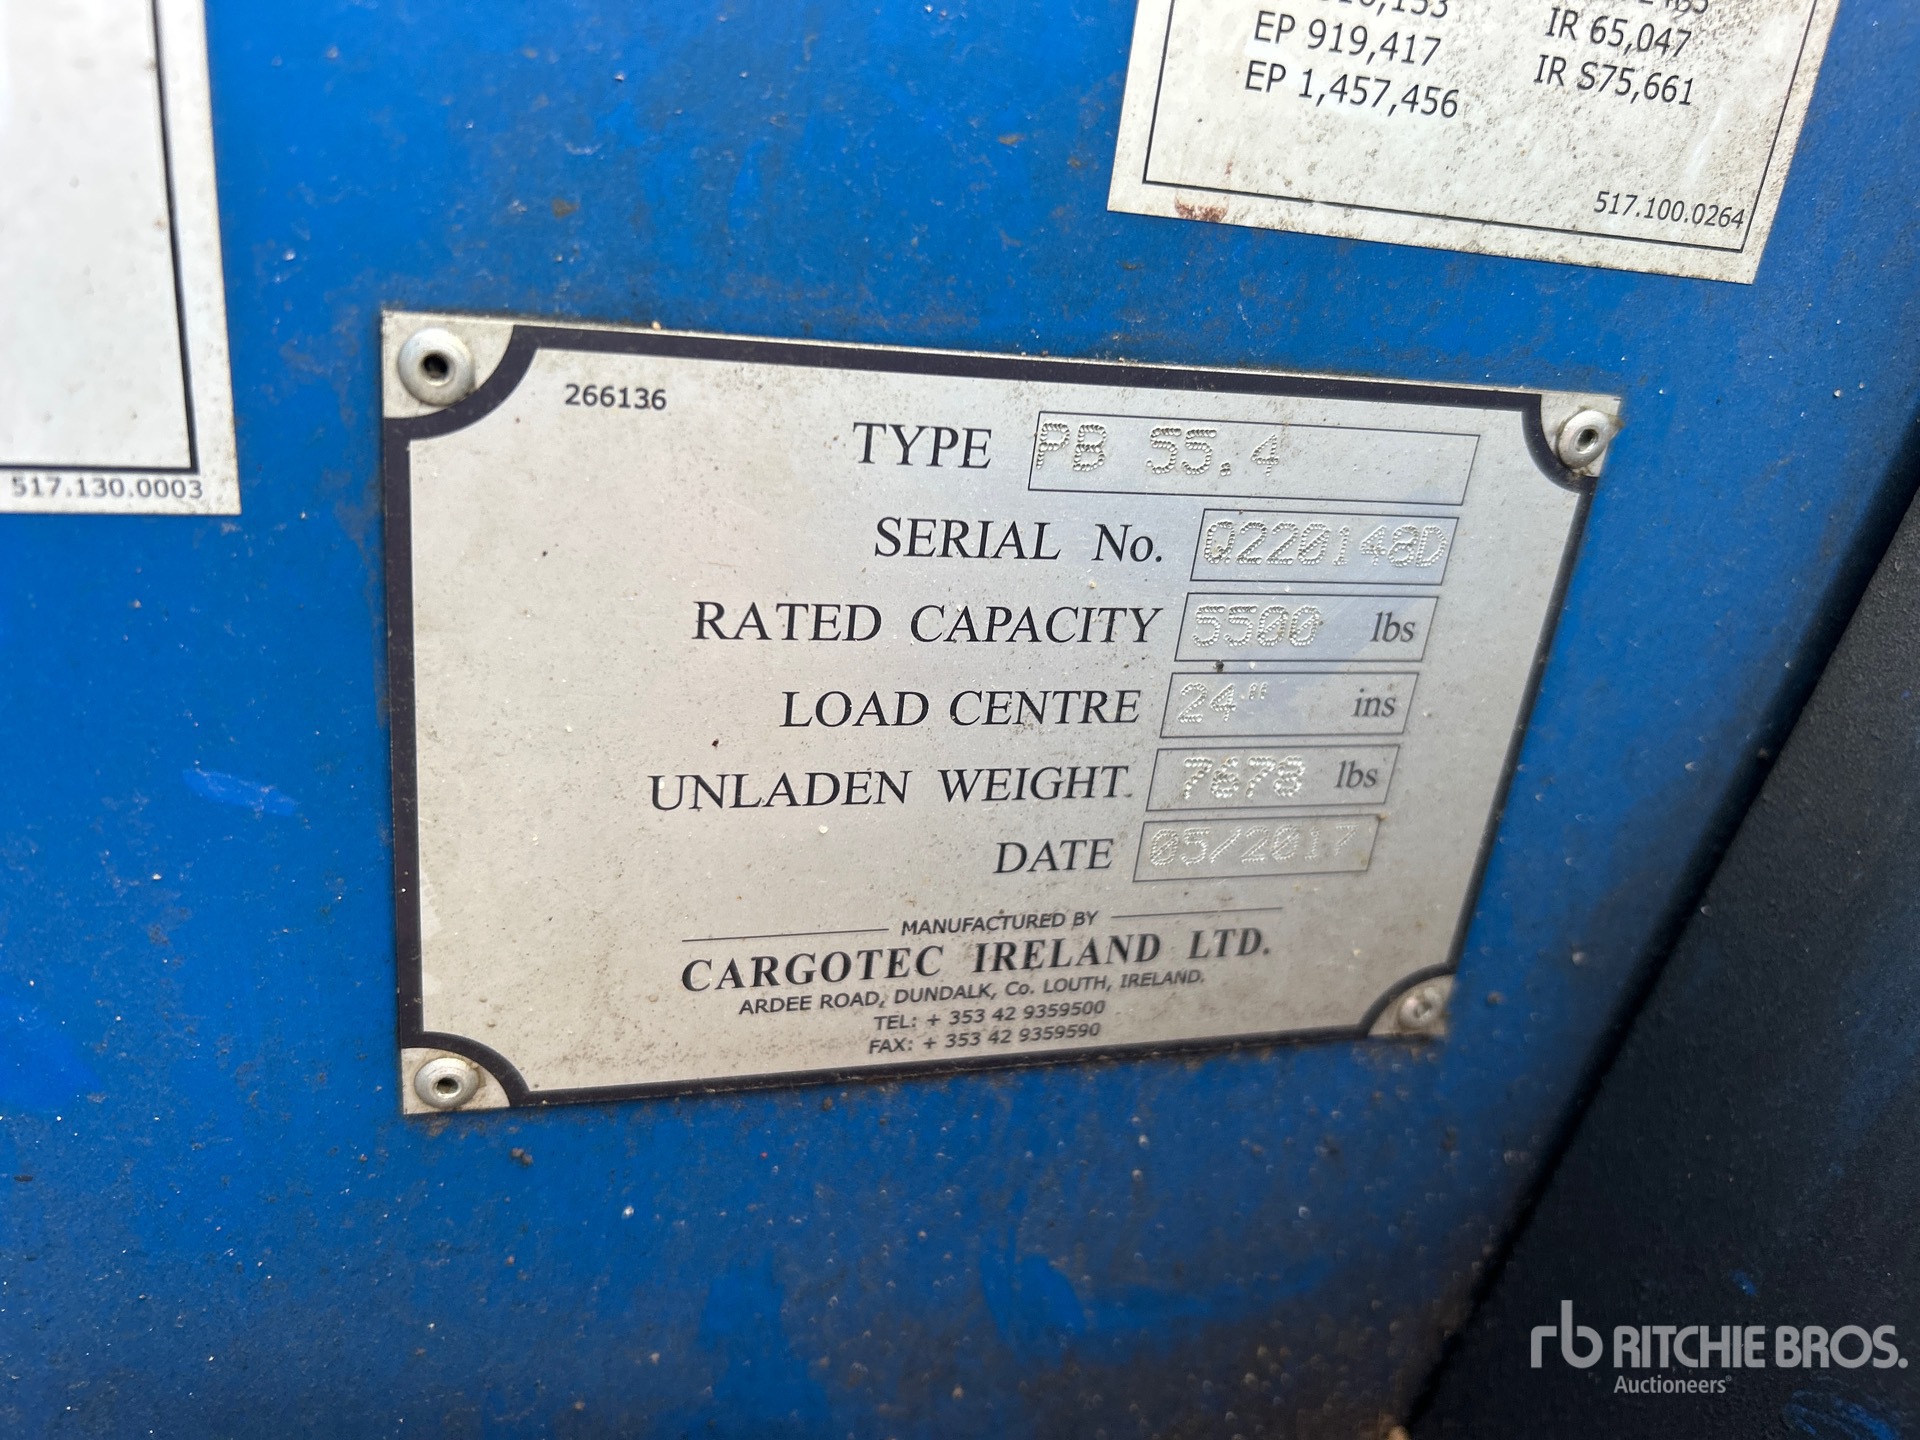 EP 919,417
EP 1,457,456
IR 65,047
IR S75,661
517.100.0264
517.130.0003
266136
TYPE PB 55.4
SERIAL No. Q220148D
RATED CAPACITY 5500 lbs
LOAD CENTRE 24" ins
UNLADEN WEIGHT 7678 lbs
DATE 05/2017
MANUFACTURED BY
CARGOTEC IRELAND LTD.
ARDEE ROAD, DUNDALK, Co. LOUTH, IRELAND.
TEL: + 353 42 9359500
FAX: + 353 42 9359590
rb RITCHIE BROS.
Auctioneers